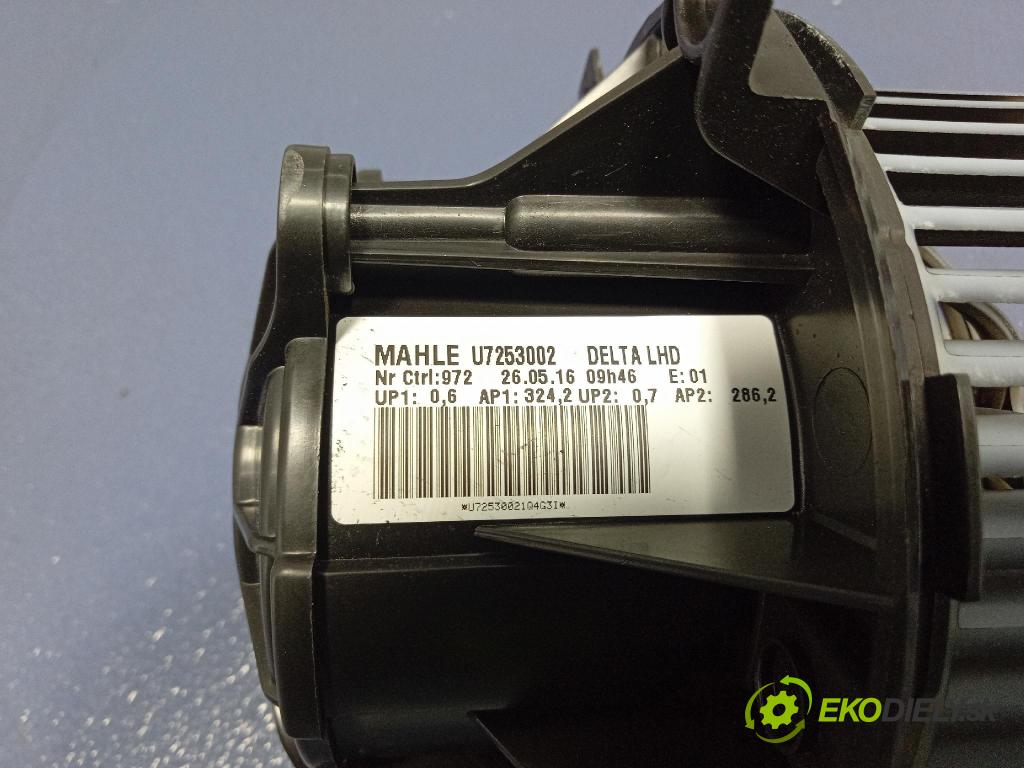 MAHLE U7253002 DELTA LHD
Nr Ctrl:972 26.05.16 09h46 E:01
UP1: 0,6 AP1:324,2 UP2: 0,7 AP2: 286,2
*U72530021Q4G3I*
EKODIELY.SK